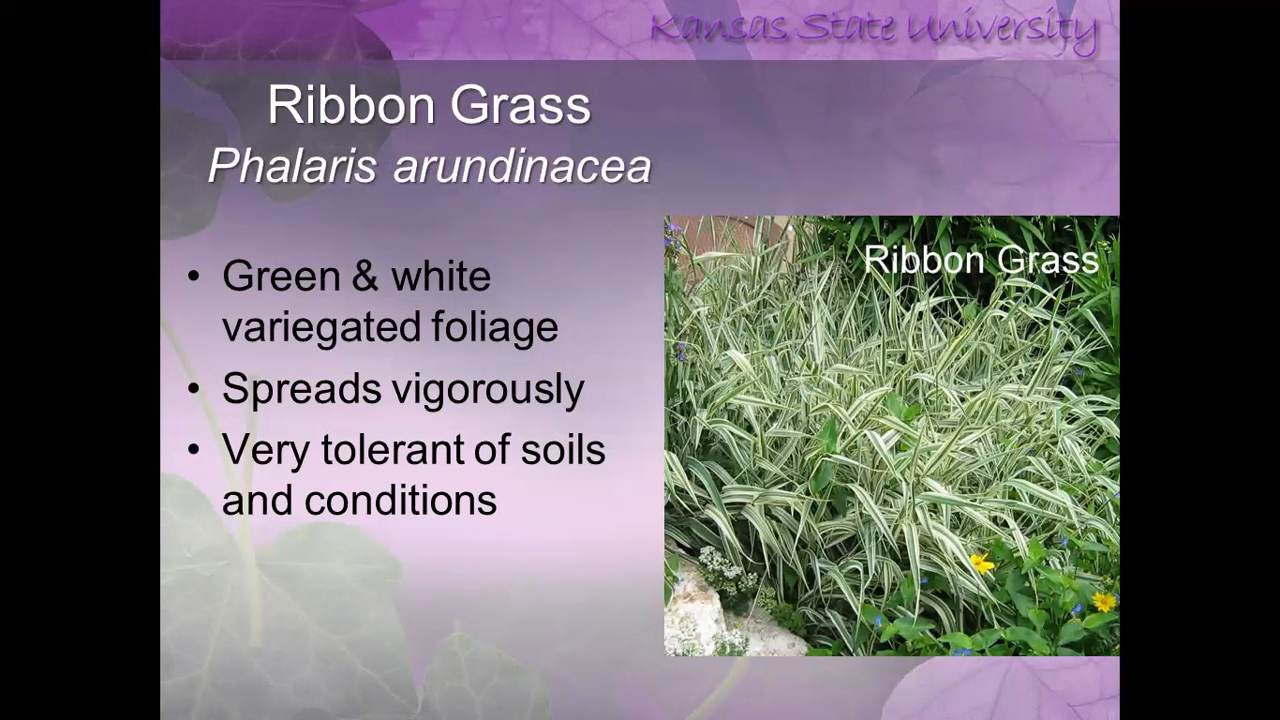 Kansas State University
Ribbon Grass
Phalaris arundinacea
• Green & white
variegated foliage
• Spreads vigorously
• Very tolerant of soils
and conditions
Ribbon Grass